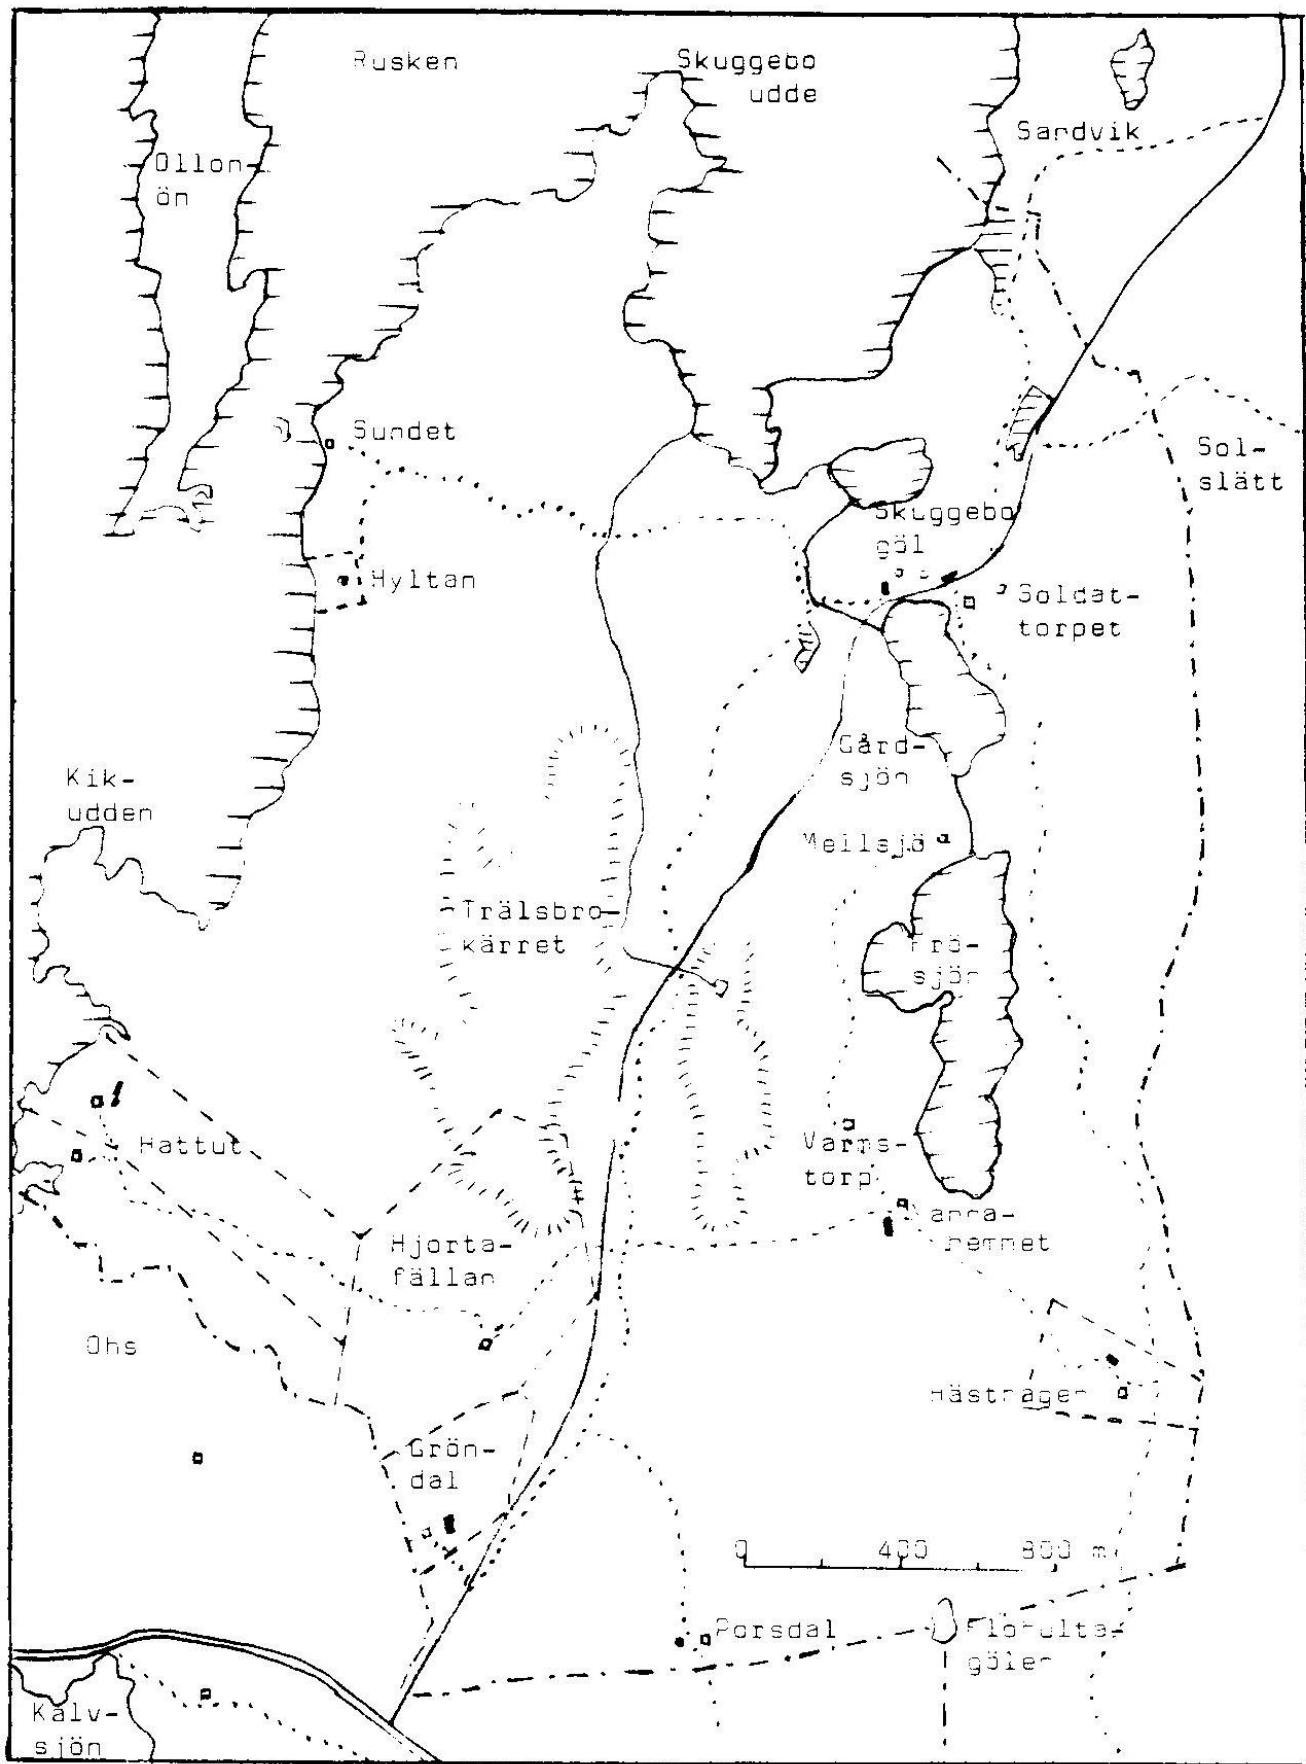 Rusken
Skuggebo
udde
Sandvik
Ollon-
ön
Sundet
Sol-
slätt
Skuggebo
göl
Hyltan
Soldat-
torpet
Gård-
sjön
Kik-
udden
Mellsjö
Trälsbro-
kärret
Frö-
sjön
Hattut
Varms-
torp
Hjorta-
fällan
Ohs
Grön-
dal
0 400 800 m
Porsdal
göler
Kalv-
sjön